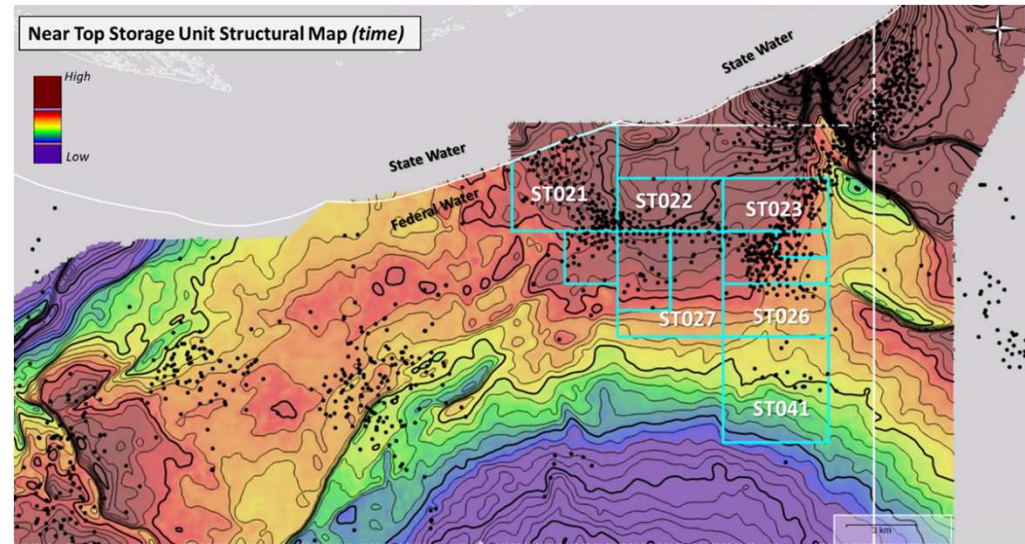 Near Top Storage Unit Structural Map (time)
High
Low
W
S
State Water
State Water
Federal Water
ST021
ST022
ST023
ST027
ST026
ST041